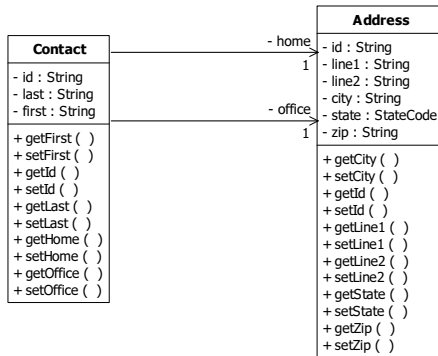 Contact
- id : String
- last : String
- first : String
+ getFirst ( )
+ setFirst ( )
+ getId ( )
+ setId ( )
+ getLast ( )
+ setLast ( )
+ getHome ( )
+ setHome ( )
+ getOffice ( )
+ setOffice ( )
- home
1
- office
1
Address
- id : String
- line1 : String
- line2 : String
- city : String
- state : StateCode
- zip : String
+ getCity ( )
+ setCity ( )
+ getId ( )
+ setId ( )
+ getLine1 ( )
+ setLine1 ( )
+ getLine2 ( )
+ setLine2 ( )
+ getState ( )
+ setState ( )
+ getZip ( )
+ setZip ( )